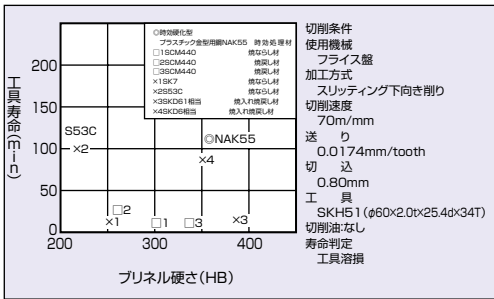 ◎時効硬化型
プラスチック金型用鋼NAK55 時効処理材
□1SCM440 焼ならし材
□2SCM440 焼戻し材
□3SCM440 焼戻し材
×1SK7 焼ならし材
×2S53C 焼ならし材
×3SKD61相当 焼入れ焼戻し材
×4SKD6相当 焼入れ焼戻し材
工具寿命(min)
200
150
100
50
0
S53C
×2
◎NAK55
×4
□2
×1
□1
□3
×3
200
300
400
ブリネル硬さ(HB)
切削条件
使用機械
フライス盤
加工方式
スリッティング下向き削り
切削速度
70m/mm
送り
0.0174mm/tooth
切込
0.80mm
工具
SKH51(φ60×2.0t×25.4d×34T)
切削油:なし
寿命判定
工具溶損